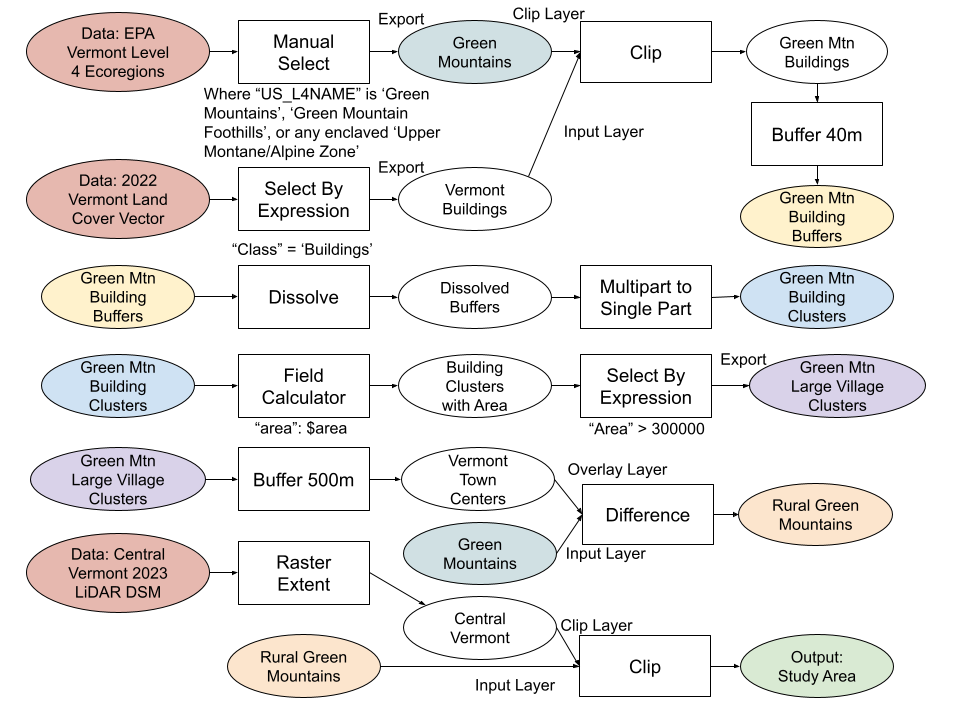 Data: EPA
Vermont Level
4 Ecoregions
Manual
Select
Export
Green
Mountains
Clip Layer
Clip
Green Mtn
Buildings
Where “US_L4NAME” is ‘Green
Mountains’, ‘Green Mountain
Foothills’, or any enclaved ‘Upper
Montane/Alpine Zone’
Input Layer
Buffer 40m
Data: 2022
Vermont Land
Cover Vector
Select By
Expression
Export
Vermont
Buildings
Green Mtn
Building
Buffers
“Class” = ‘Buildings’
Green Mtn
Building
Buffers
Dissolve
Dissolved
Buffers
Multipart to
Single Part
Green Mtn
Building
Clusters
Green Mtn
Building
Clusters
Field
Calculator
Building
Clusters
with Area
Select By
Expression
Export
Green Mtn
Large Village
Clusters
“area”: $area
“Area” > 300000
Green Mtn
Large Village
Clusters
Buffer 500m
Vermont
Town
Centers
Overlay Layer
Difference
Rural Green
Mountains
Green
Mountains
Input Layer
Data: Central
Vermont 2023
LiDAR DSM
Raster
Extent
Central
Vermont
Clip Layer
Rural Green
Mountains
Input Layer
Clip
Output:
Study Area